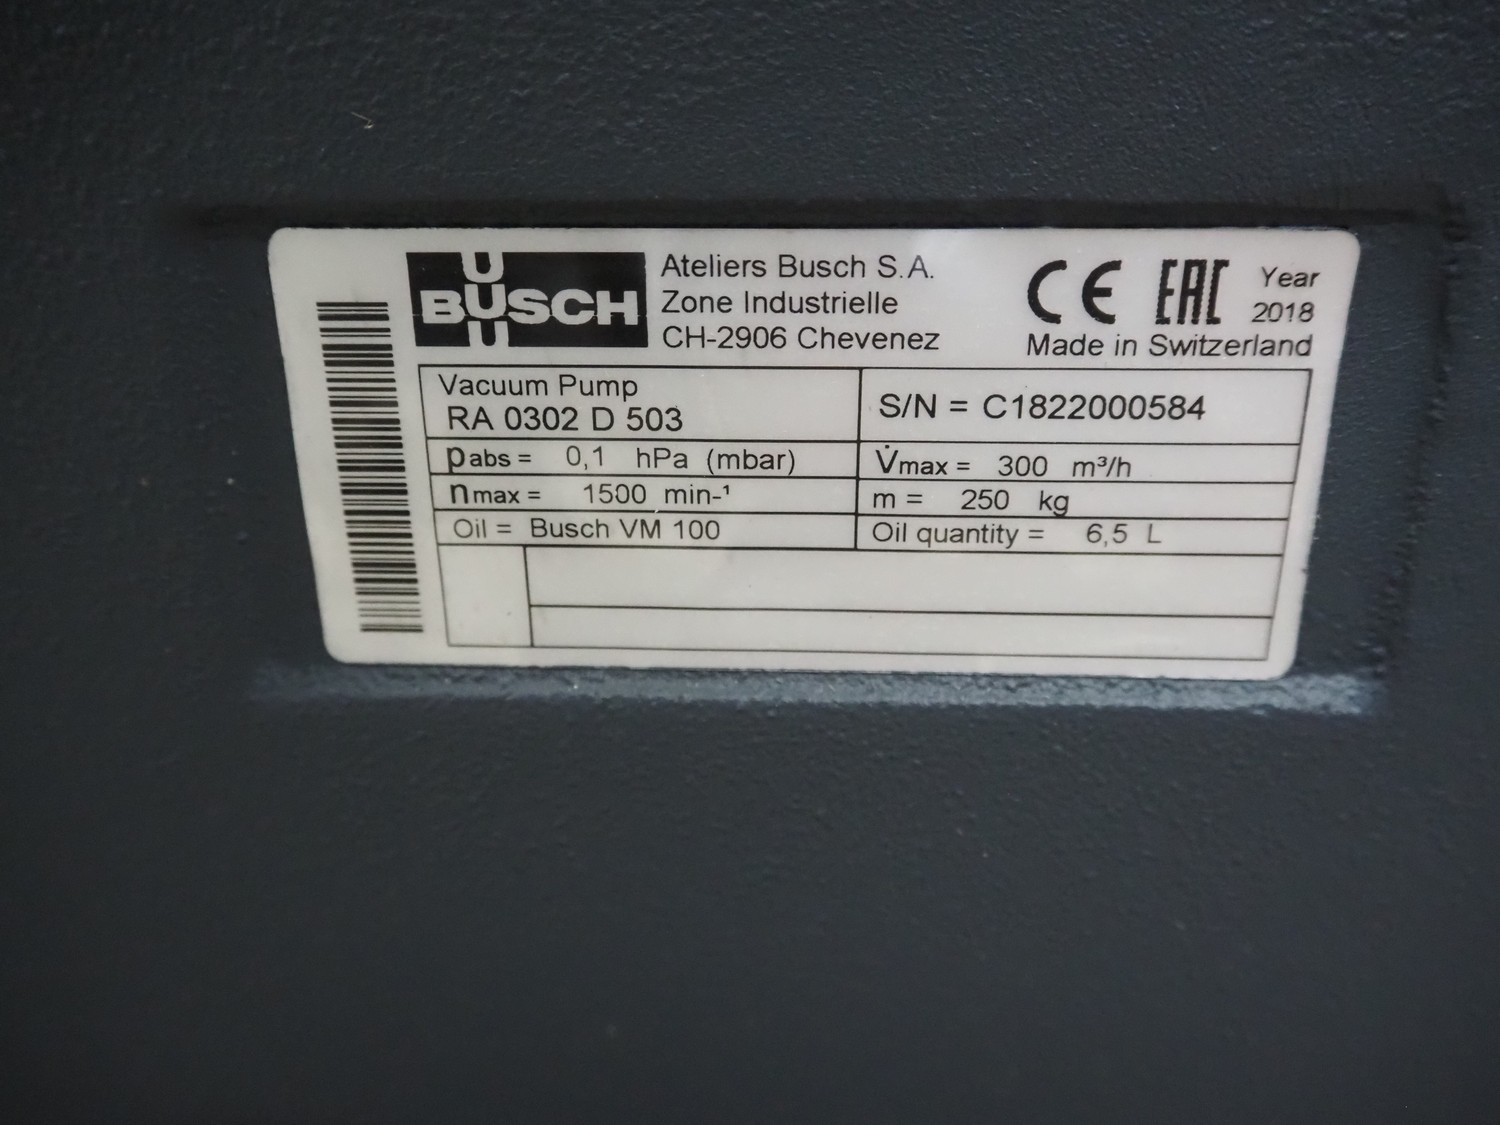 BUSCH
Ateliers Busch S.A.
Zone Industrielle
CH-2906 Chevenez
CE EAC Year
2018
Made in Switzerland
Vacuum Pump
RA 0302 D 503
S/N = C1822000584
pabs = 0,1 hPa (mbar)
V̇max = 300 m³/h
nmax = 1500 min-¹
m = 250 kg
Oil = Busch VM 100
Oil quantity = 6,5 L